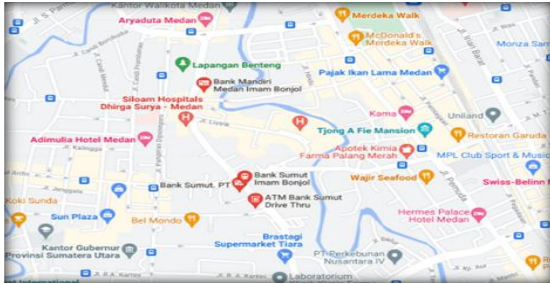 Kantor Walikota Medan
Aryaduta Medan
Merdeka Walk
McDonald's
Merdeka Walk
Lapangan Benteng
Pajak Ikan Lama Medan
Bank Mandiri
Medan Imam Bonjol
Siloam Hospitals
Dhirga Surya - Medan
Kama
Uniland
Tjong A Fie Mansion
Restoran Garuda
Adimulia Hotel Medan
Apotek Kimia
Farma Palang Merah
MPL Club Sport & Music
Bank Sumut
Imam Bonjol
Bank Sumut, PT
Wajir Seafood
Swiss-Belinn
ATM Bank Sumut
Drive Thru
Koki Sunda
Sun Plaza
Bel Mondo
Jl. Pemuda
Hermes Palace
Hotel Medan
Kantor Gubernur
Provinsi Sumatera Utara
Brastagi
Supermarket Tiara
PT Perkebunan
Nusantara IV
Laboratorium